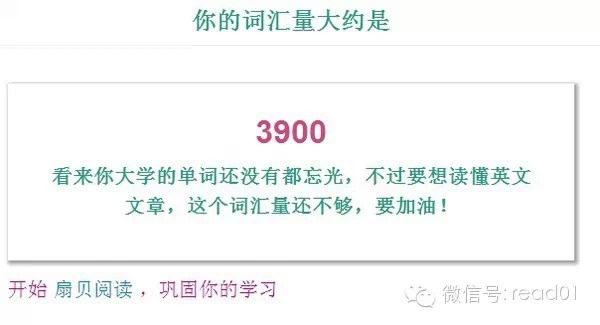 你的词汇量大约是
3900
看来你大学的单词还没有都忘光，不过要想读懂英文
文章，这个词汇量还不够，要加油！
开始 扇贝阅读 ，巩固你的学习
微信号: read01